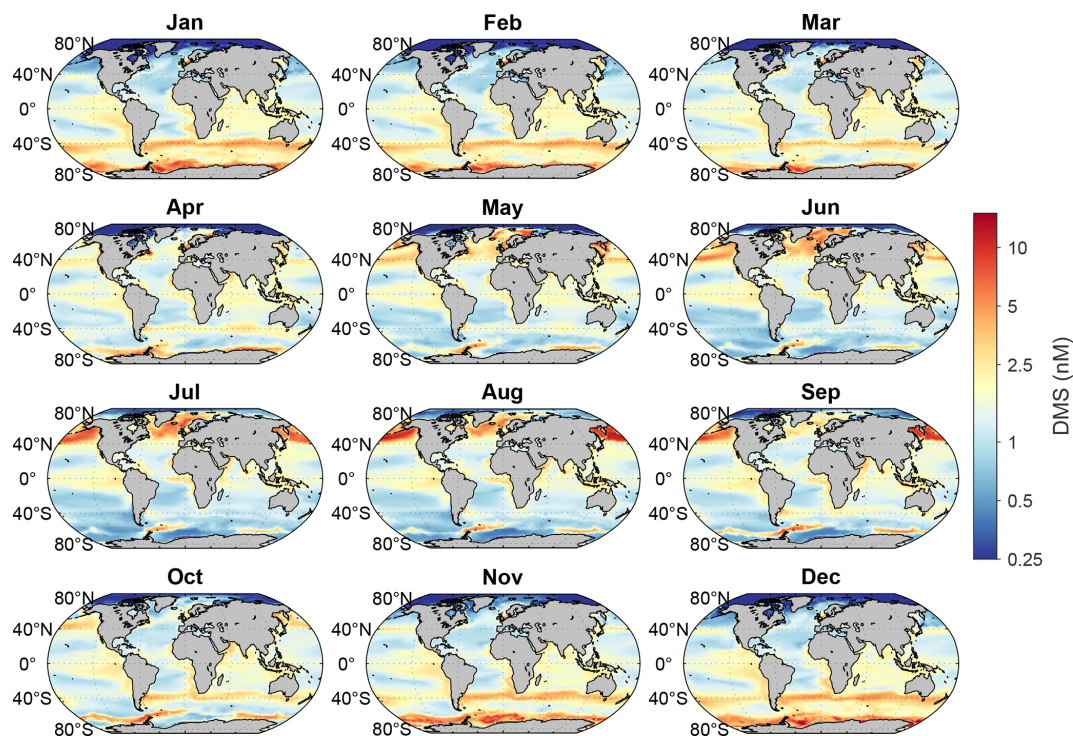 Jan Feb Mar
80°N 80°N 80°N
40°N 40°N 40°N
0° 0° 0°
40°S 40°S 40°S
80°S 80°S 80°S
Apr May Jun
80°N 80°N 80°N
40°N 40°N 40°N
0° 0° 0°
40°S 40°S 40°S
80°S 80°S 80°S
Jul Aug Sep
80°N 80°N 80°N
40°N 40°N 40°N
0° 0° 0°
40°S 40°S 40°S
80°S 80°S 80°S
Oct Nov Dec
80°N 80°N 80°N
40°N 40°N 40°N
0° 0° 0°
40°S 40°S 40°S
80°S 80°S 80°S
10
5
2.5
1
0.5
0.25
DMS (nM)